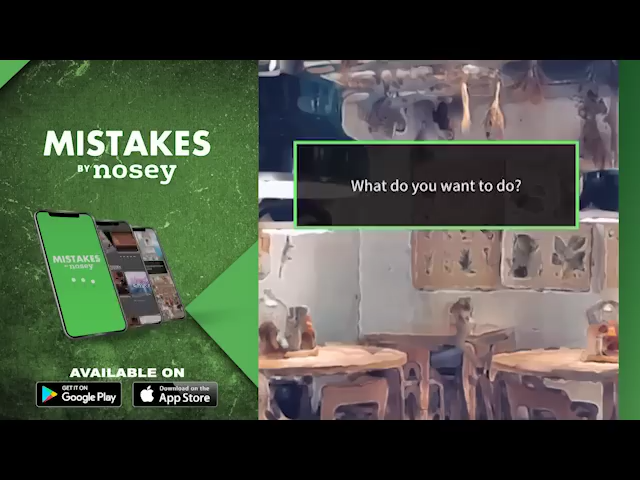 MISTAKES
BY nosey
MISTAKES
BY nosey
AVAILABLE ON
GET IT ON
Google Play
Download on the
App Store
What do you want to do?